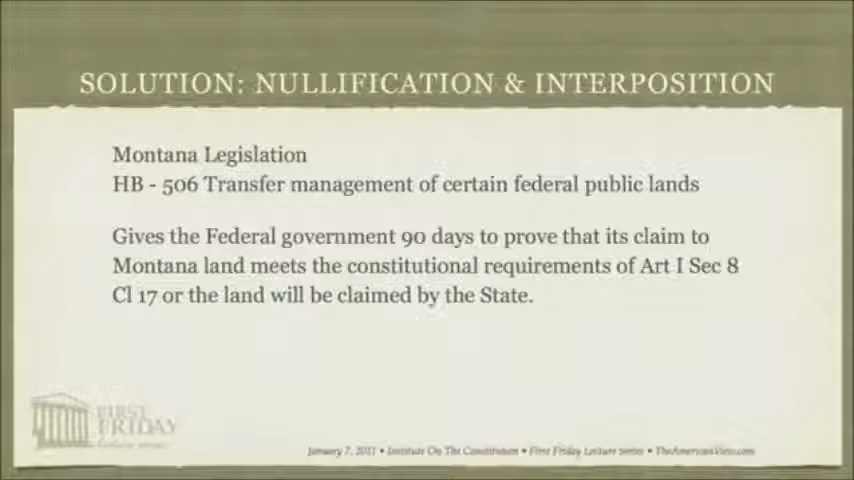 SOLUTION: NULLIFICATION & INTERPOSITION
Montana Legislation
HB - 506 Transfer management of certain federal public lands
Gives the Federal government 90 days to prove that its claim to
Montana land meets the constitutional requirements of Art I Sec 8
Cl 17 or the land will be claimed by the State.
FIRST
FRIDAY
January 7, 2011 • Institute On The Constitution • First Friday Lecture Series • TheAmericanView.com